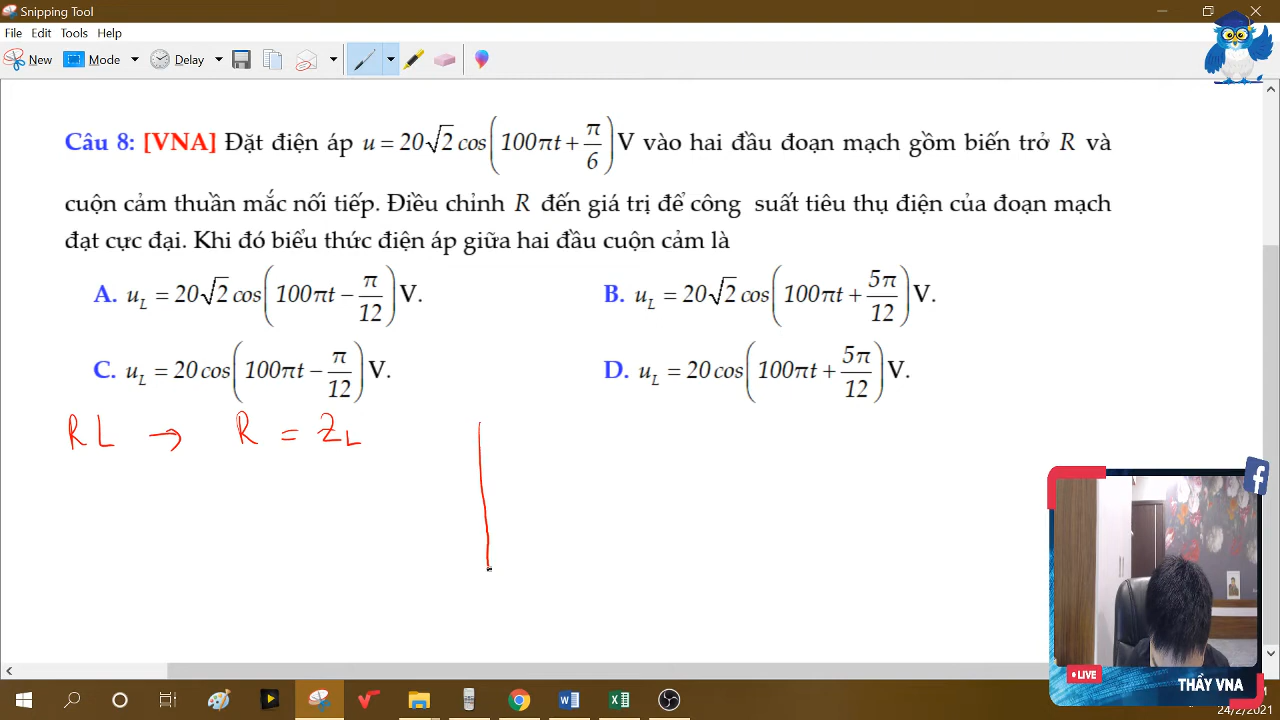 Snipping Tool
File Edit Tools Help
New Mode Delay
Câu 8: [VNA] Đặt điện áp u = 20√2 cos(100πt + π/6) V vào hai đầu đoạn mạch gồm biến trở R và
cuộn cảm thuần mắc nối tiếp. Điều chỉnh R đến giá trị để công suất tiêu thụ điện của đoạn mạch
đạt cực đại. Khi đó biểu thức điện áp giữa hai đầu cuộn cảm là
A. u_L = 20√2 cos(100πt − π/12) V.
B. u_L = 20√2 cos(100πt + 5π/12) V.
C. u_L = 20 cos(100πt − π/12) V.
D. u_L = 20 cos(100πt + 5π/12) V.
RL → R = Z_L
LIVE
THẦY VNA
24/2/2021